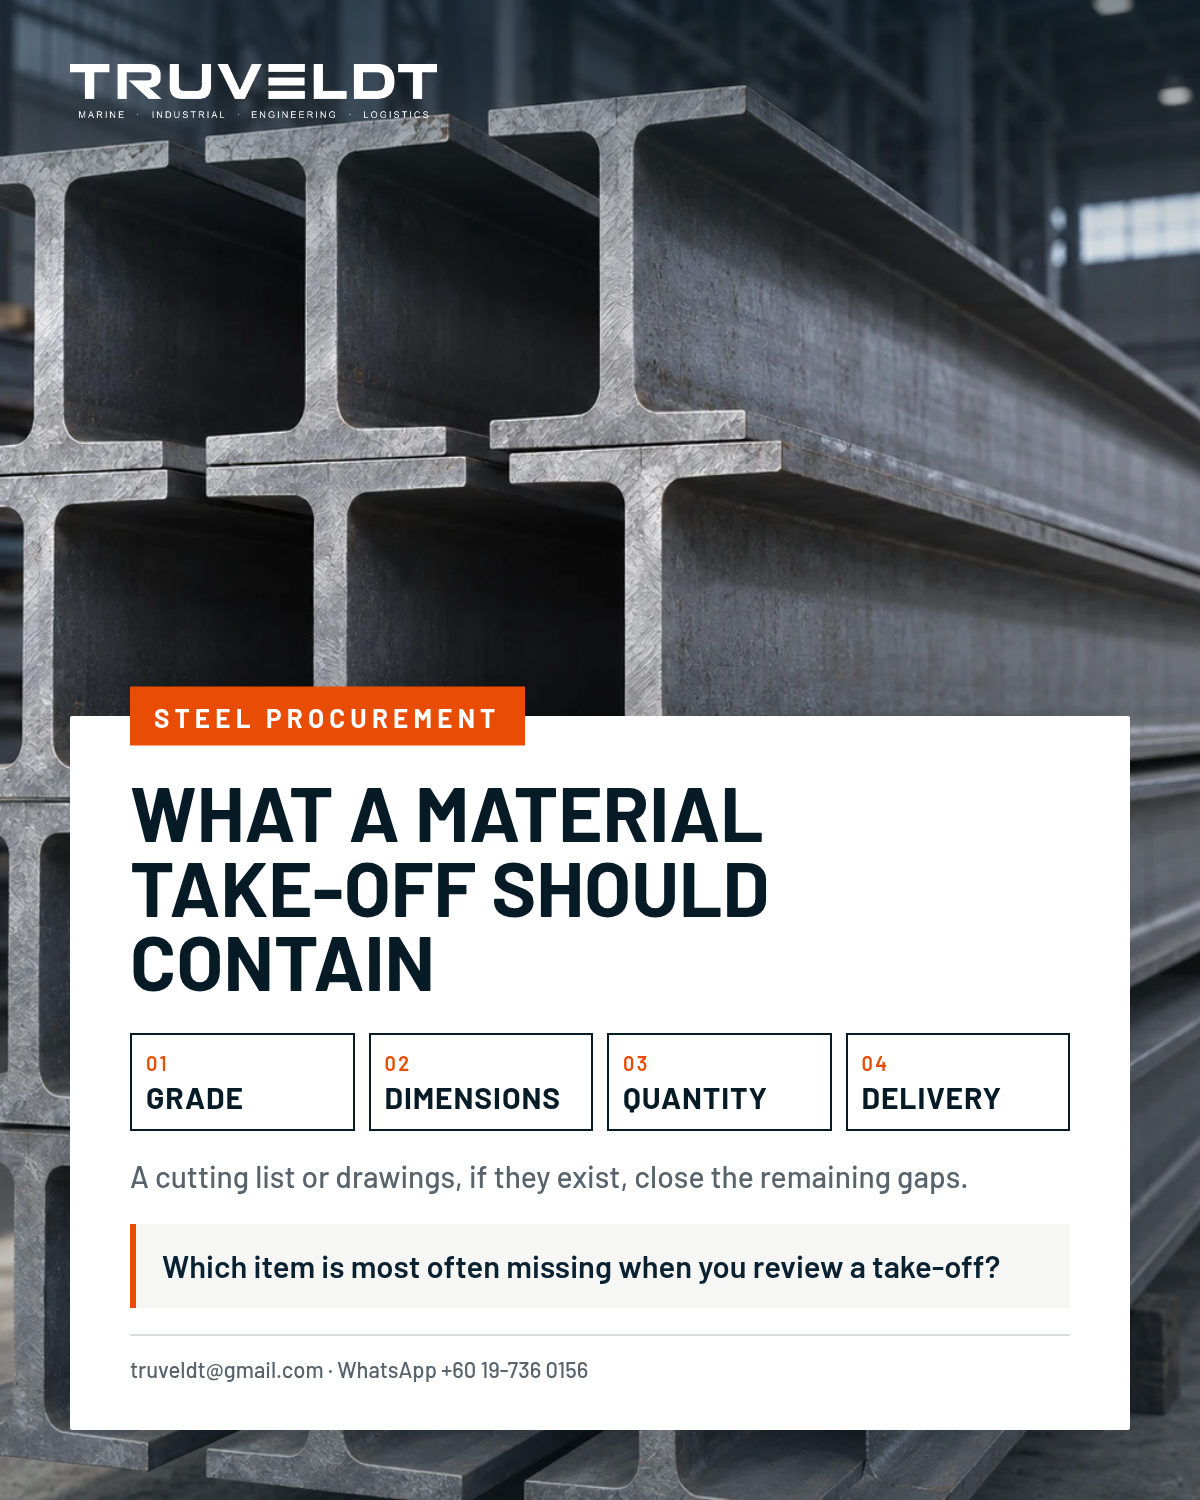 TRUVELDT
MARINE · INDUSTRIAL · ENGINEERING · LOGISTICS
STEEL PROCUREMENT
WHAT A MATERIAL
TAKE-OFF SHOULD
CONTAIN
01
GRADE
02
DIMENSIONS
03
QUANTITY
04
DELIVERY
A cutting list or drawings, if they exist, close the remaining gaps.
Which item is most often missing when you review a take-off?
truveldt@gmail.com · WhatsApp +60 19-736 0156